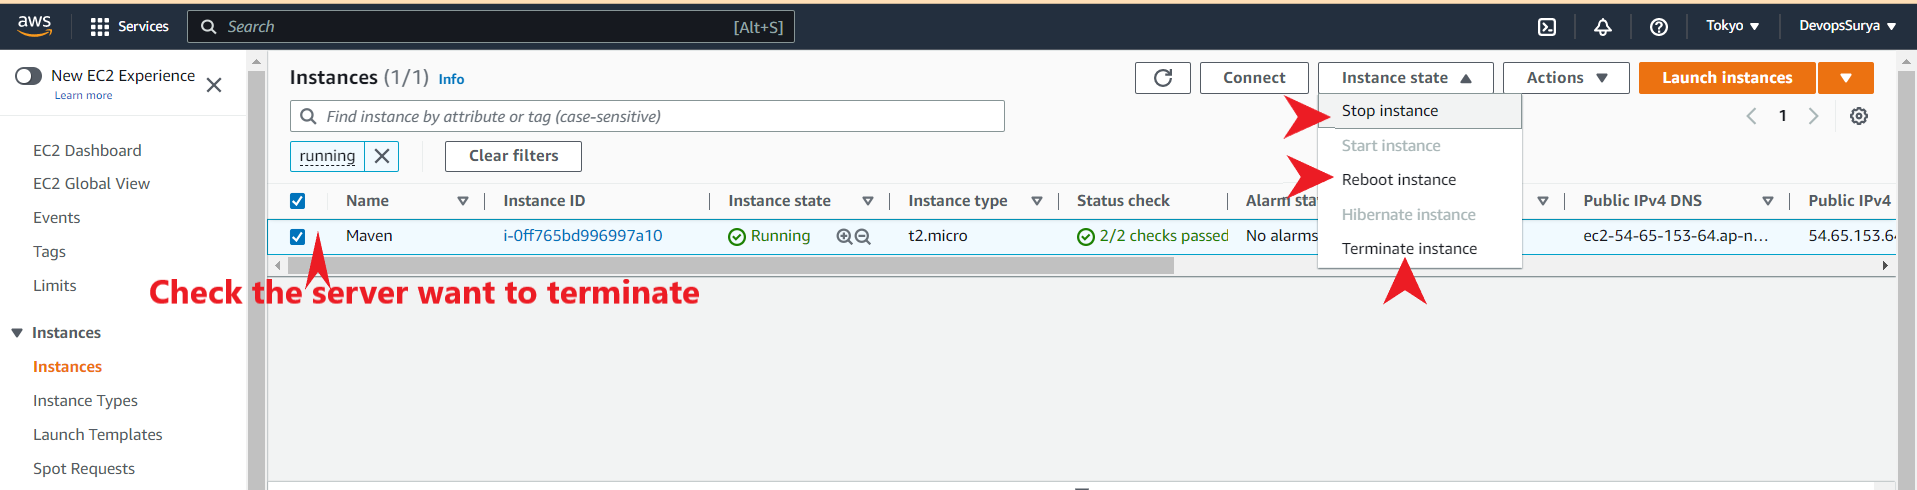 aws Services Search [Alt+S] Tokyo DevopsSurya
New EC2 Experience
Learn more
Instances (1/1) Info Connect Instance state Actions Launch instances
Find instance by attribute or tag (case-sensitive)
Stop instance
1
running Clear filters
Start instance
Reboot instance
Hibernate instance
Terminate instance
Name Instance ID Instance state Instance type Status check Alarm sta Public IPv4 DNS Public IPv4
Maven i-0ff765bd996997a10 Running t2.micro 2/2 checks passed No alarms ec2-54-65-153-64.ap-n... 54.65.153.6
Check the server want to terminate
EC2 Dashboard
EC2 Global View
Events
Tags
Limits
Instances
Instances
Instance Types
Launch Templates
Spot Requests